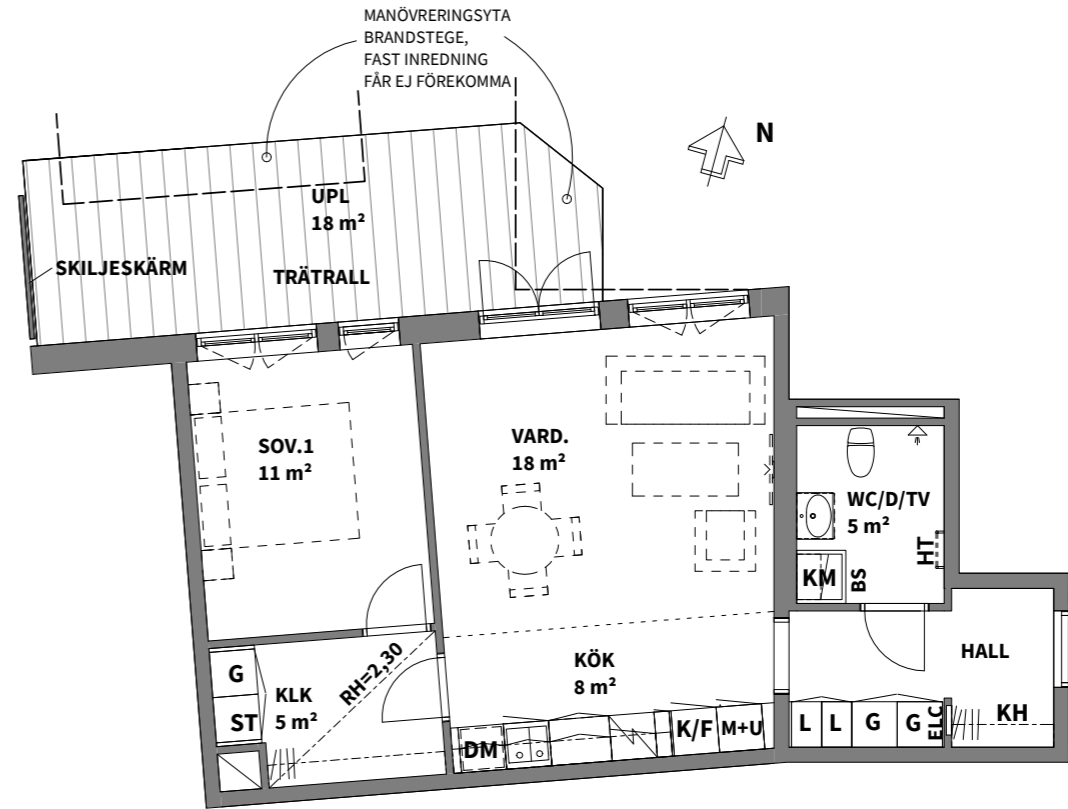 MANÖVRERINGSYTA
BRANDSTEGE,
FAST INREDNING
FÅR EJ FÖREKOMMA
N
UPL
18 m²
SKILJESKÄRM
TRÄTRALL
SOV.1
11 m²
VARD.
18 m²
WC/D/TV
5 m²
HT
KM
BS
RH=2,30
KÖK
8 m²
HALL
G
ST
KLK
5 m²
DM
K/F
M+U
L
L
G
G
ELC
KH